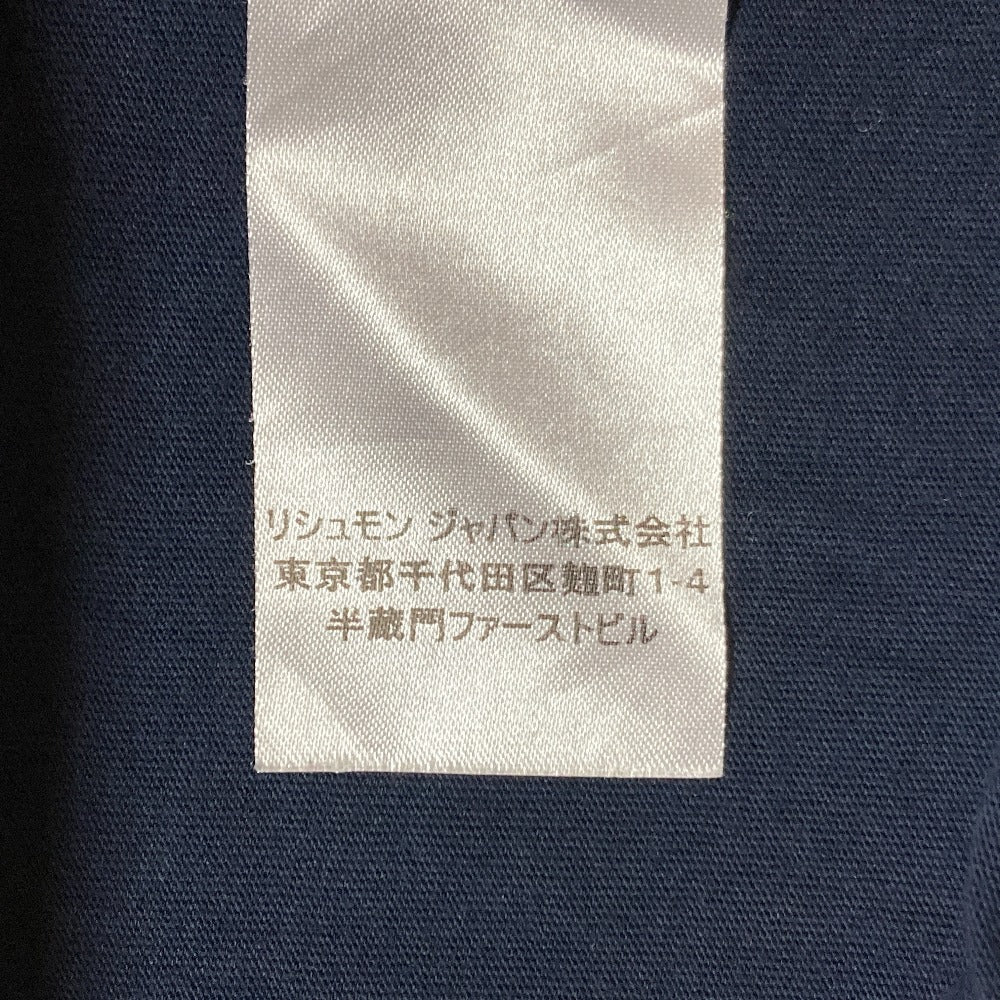 リシュモン ジャパン株式会社
東京都千代田区麹町1-4
半蔵門ファーストビル